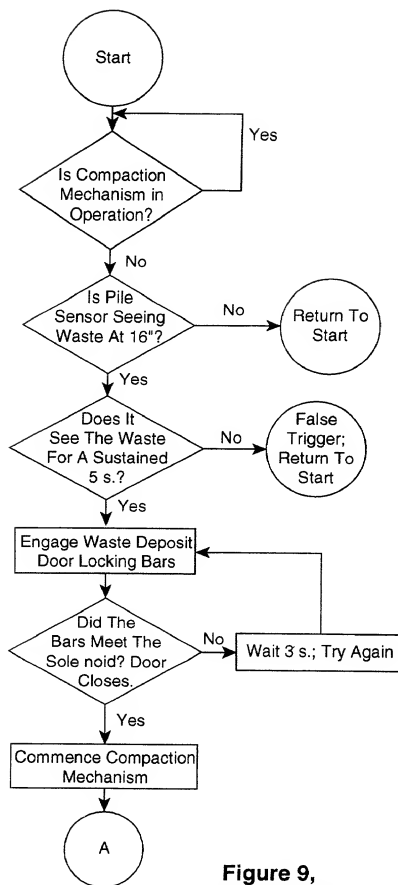 Start
Yes
Is Compaction
Mechanism in
Operation?
No
Is Pile
Sensor Seeing
Waste At 16"?
No
Return To
Start
Yes
Does It
See The Waste
For A Sustained
5 s.?
No
False
Trigger;
Return To
Start
Yes
Engage Waste Deposit
Door Locking Bars
Did The
Bars Meet The
Sole noid? Door
Closes.
No
Wait 3 s.; Try Again
Yes
Commence Compaction
Mechanism
A
Figure 9,